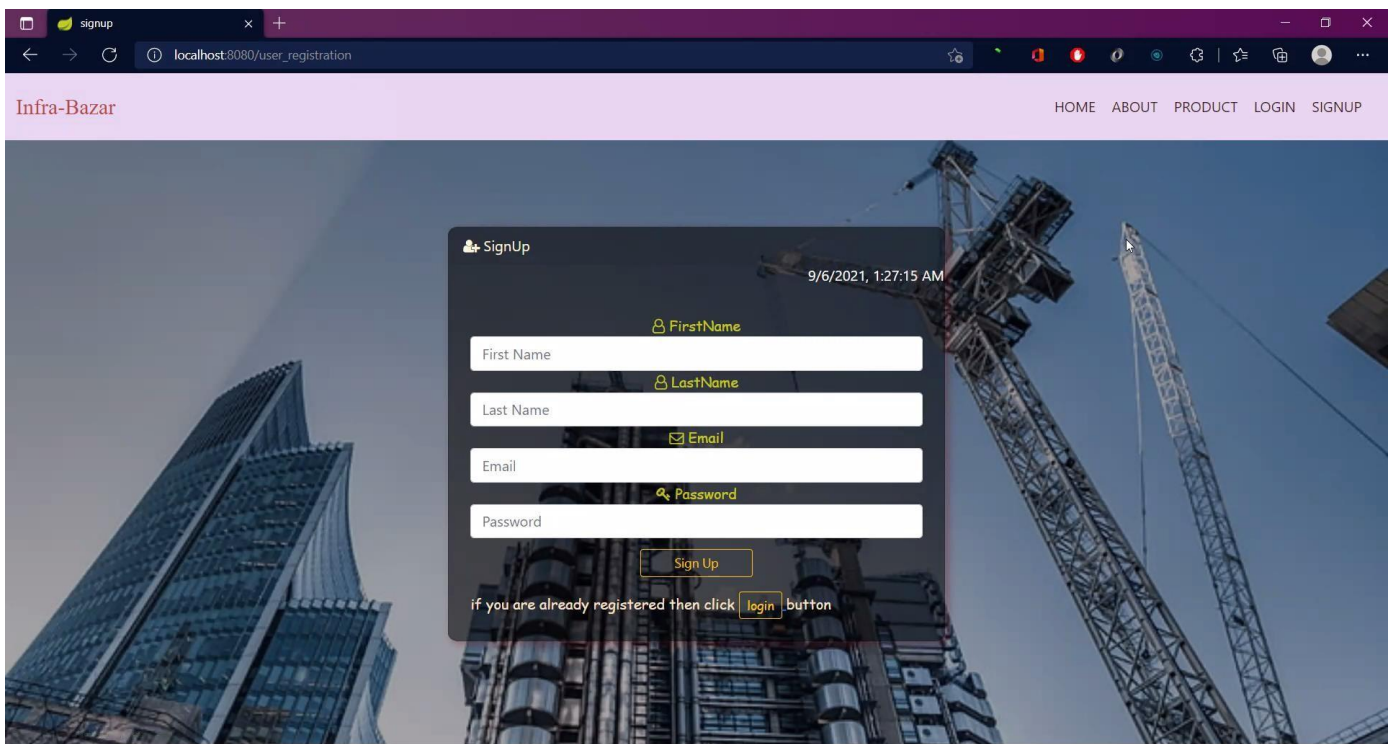 signup
localhost:8080/user_registration
Infra-Bazar
HOME ABOUT PRODUCT LOGIN SIGNUP
SignUp
9/6/2021, 1:27:15 AM
FirstName
First Name
LastName
Last Name
Email
Email
Password
Password
Sign Up
if you are already registered then click login button